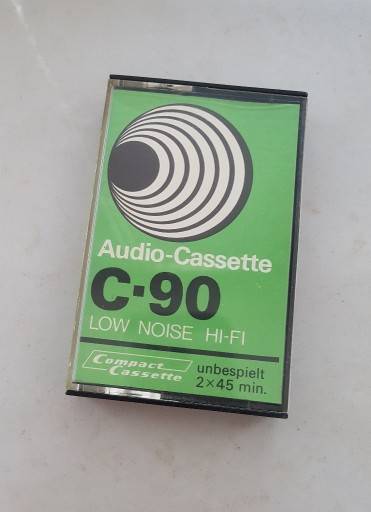 Audio-Cassette
C-90
LOW NOISE HI-FI
Compact
Cassette
unbespielt
2×45 min.